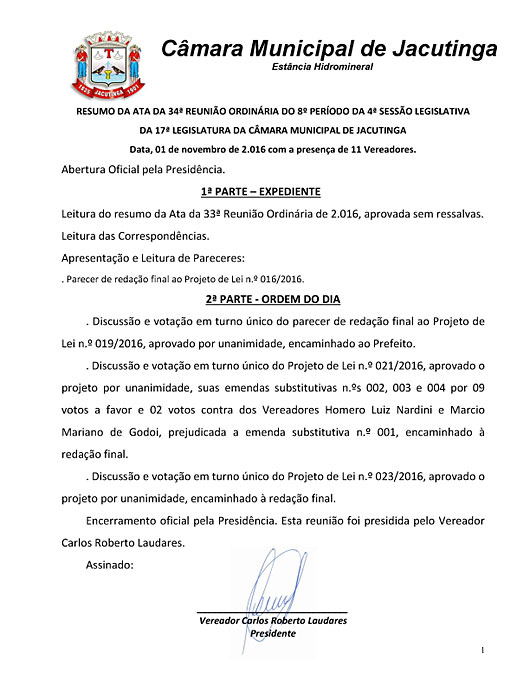 Câmara Municipal de Jacutinga
Estância Hidromineral
1835 JACUTINGA 1901
RESUMO DA ATA DA 34ª REUNIÃO ORDINÁRIA DO 8º PERÍODO DA 4ª SESSÃO LEGISLATIVA
DA 17ª LEGISLATURA DA CÂMARA MUNICIPAL DE JACUTINGA
Data, 01 de novembro de 2.016 com a presença de 11 Vereadores.
Abertura Oficial pela Presidência.
1ª PARTE – EXPEDIENTE
Leitura do resumo da Ata da 33ª Reunião Ordinária de 2.016, aprovada sem ressalvas.
Leitura das Correspondências.
Apresentação e Leitura de Pareceres:
. Parecer de redação final ao Projeto de Lei n.º 016/2016.
2ª PARTE - ORDEM DO DIA
. Discussão e votação em turno único do parecer de redação final ao Projeto de
Lei n.º 019/2016, aprovado por unanimidade, encaminhado ao Prefeito.
. Discussão e votação em turno único do Projeto de Lei n.º 021/2016, aprovado o
projeto por unanimidade, suas emendas substitutivas n.ºs 002, 003 e 004 por 09
votos a favor e 02 votos contra dos Vereadores Homero Luiz Nardini e Marcio
Mariano de Godoi, prejudicada a emenda substitutiva n.º 001, encaminhado à
redação final.
. Discussão e votação em turno único do Projeto de Lei n.º 023/2016, aprovado o
projeto por unanimidade, encaminhado à redação final.
Encerramento oficial pela Presidência. Esta reunião foi presidida pelo Vereador
Carlos Roberto Laudares.
Assinado:
Vereador Carlos Roberto Laudares
Presidente
1